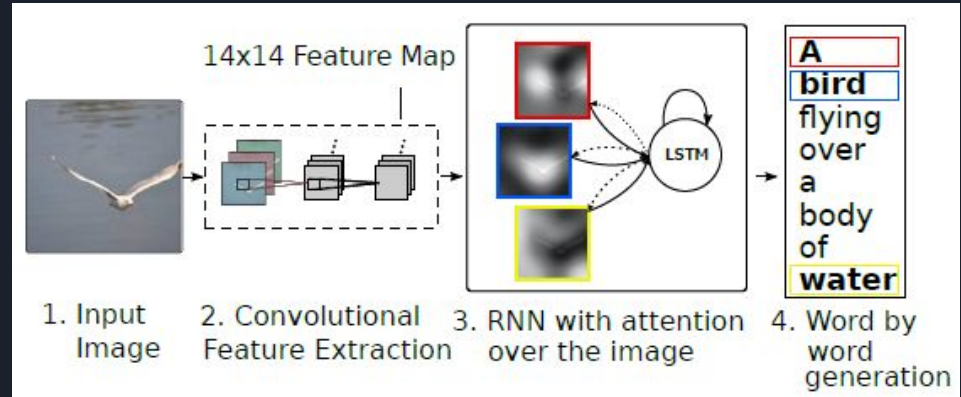 14x14 Feature Map
LSTM
A
bird
flying
over
a
body
of
water
1. Input
Image
2. Convolutional
Feature Extraction
3. RNN with attention
over the image
4. Word by
word
generation